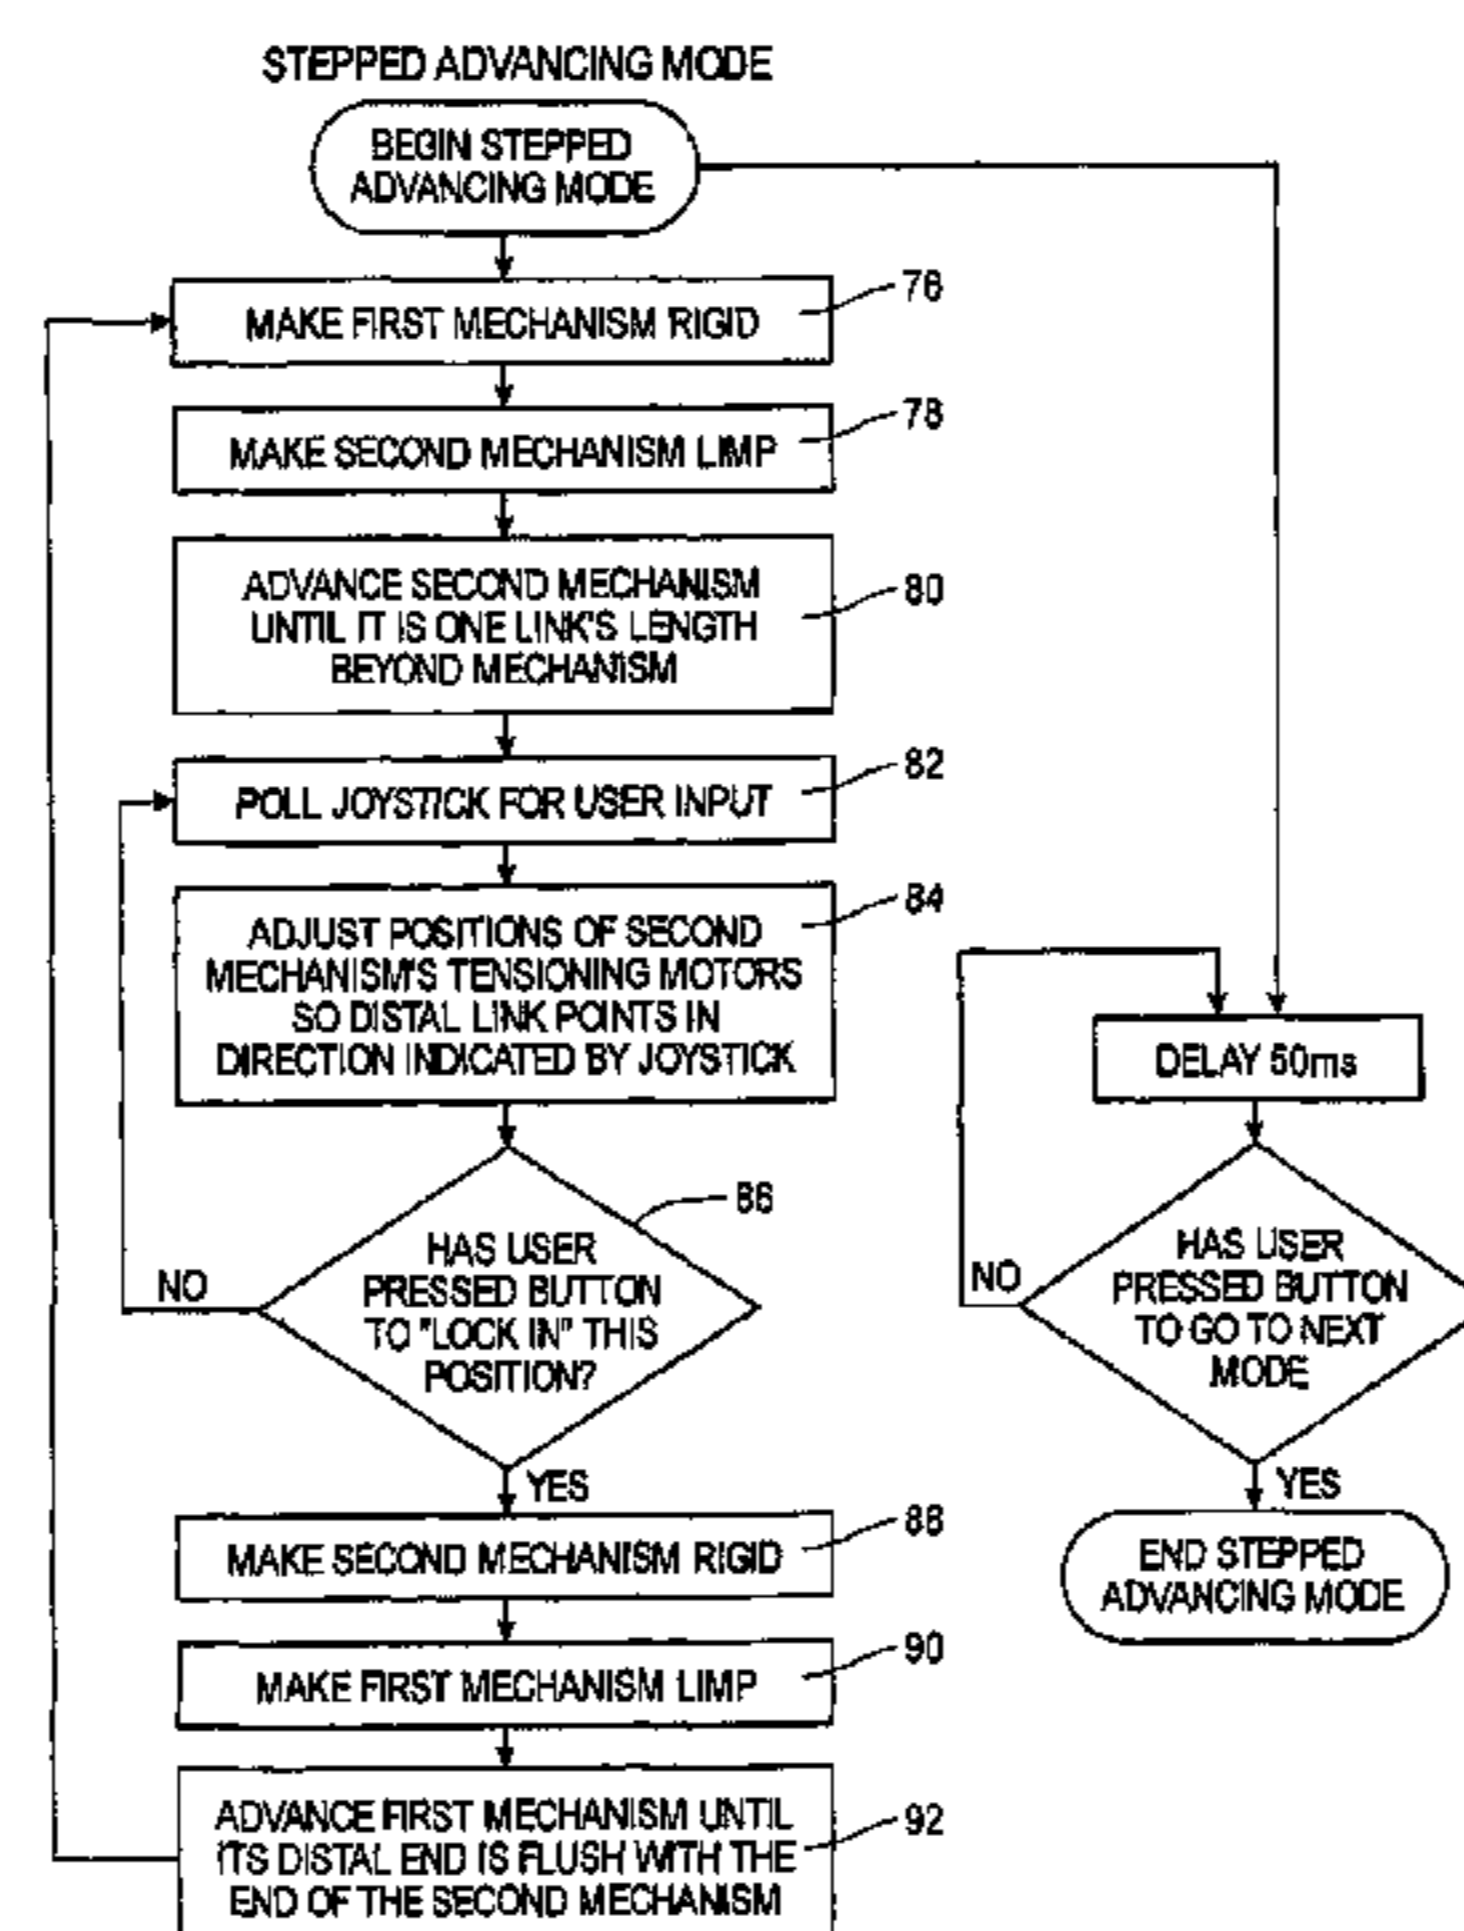 STEPPED ADVANCING MODE
BEGIN STEPPED
ADVANCING MODE
MAKE FIRST MECHANISM RIGID
76
MAKE SECOND MECHANISM LIMP
78
ADVANCE SECOND MECHANISM
UNTIL IT IS ONE LINK'S LENGTH
BEYOND MECHANISM
80
POLL JOYSTICK FOR USER INPUT
82
ADJUST POSITIONS OF SECOND
MECHANISM'S TENSIONING MOTORS
SO DISTAL LINK POINTS IN
DIRECTION INDICATED BY JOYSTICK
84
HAS USER
PRESSED BUTTON
TO "LOCK IN" THIS
POSITION?
86
NO
YES
MAKE SECOND MECHANISM RIGID
88
MAKE FIRST MECHANISM LIMP
90
ADVANCE FIRST MECHANISM UNTIL
ITS DISTAL END IS FLUSH WITH THE
END OF THE SECOND MECHANISM
92
DELAY 50ms
HAS USER
PRESSED BUTTON
TO GO TO NEXT
MODE
NO
YES
END STEPPED
ADVANCING MODE